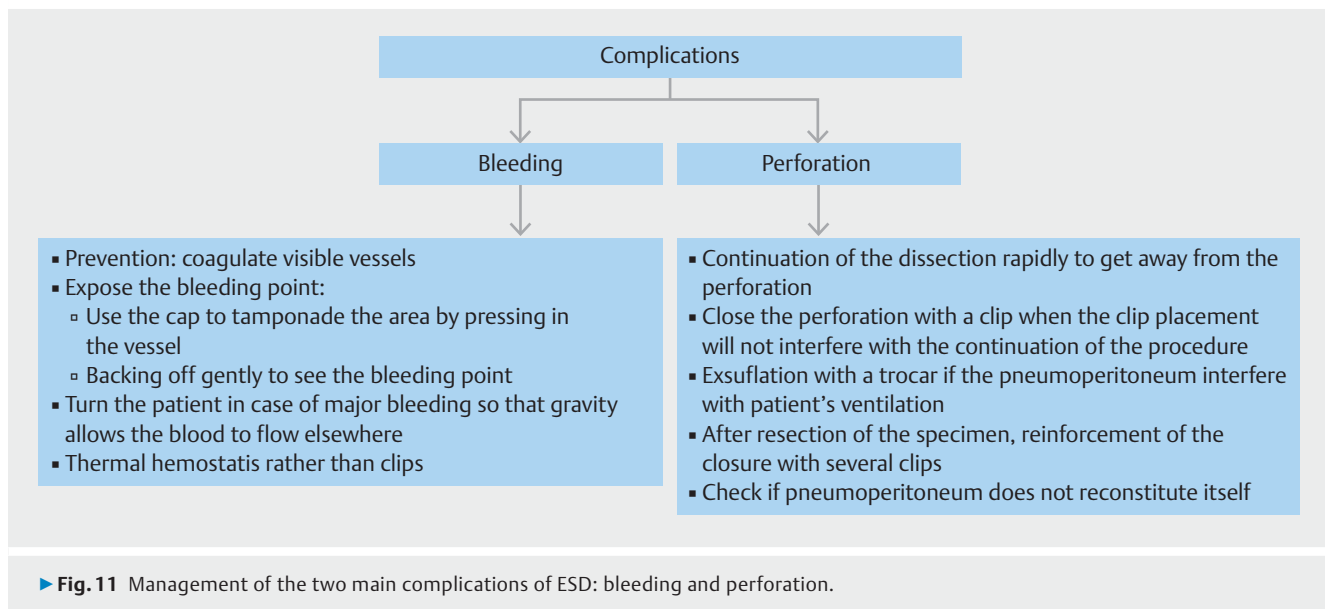 Complications
Bleeding
Perforation
▪ Prevention: coagulate visible vessels
▪ Expose the bleeding point:
▫ Use the cap to tamponade the area by pressing in
the vessel
▫ Backing off gently to see the bleeding point
▪ Turn the patient in case of major bleeding so that gravity
allows the blood to flow elsewhere
▪ Thermal hemostatis rather than clips
▪ Continuation of the dissection rapidly to get away from the
perforation
▪ Close the perforation with a clip when the clip placement
will not interfere with the continuation of the procedure
▪ Exsuflation with a trocar if the pneumoperitoneum interfere
with patient’s ventilation
▪ After resection of the specimen, reinforcement of the
closure with several clips
▪ Check if pneumoperitoneum does not reconstitute itself
▶ Fig. 11 Management of the two main complications of ESD: bleeding and perforation.